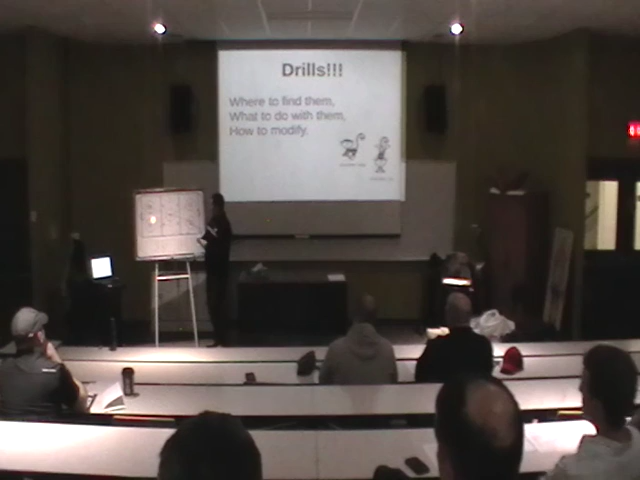 Drills!!!
Where to find them,
What to do with them,
How to modify.